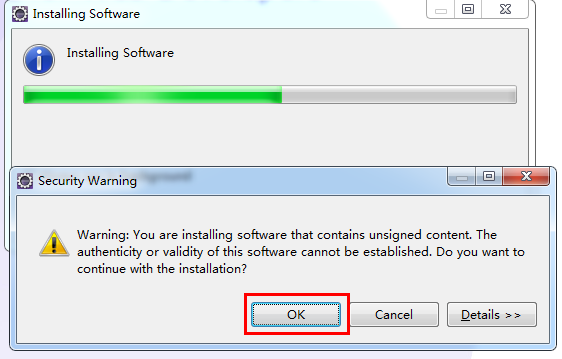 Installing Software
Installing Software
Security Warning
Warning: You are installing software that contains unsigned content. The
authenticity or validity of this software cannot be established. Do you want to
continue with the installation?
OK
Cancel
Details >>